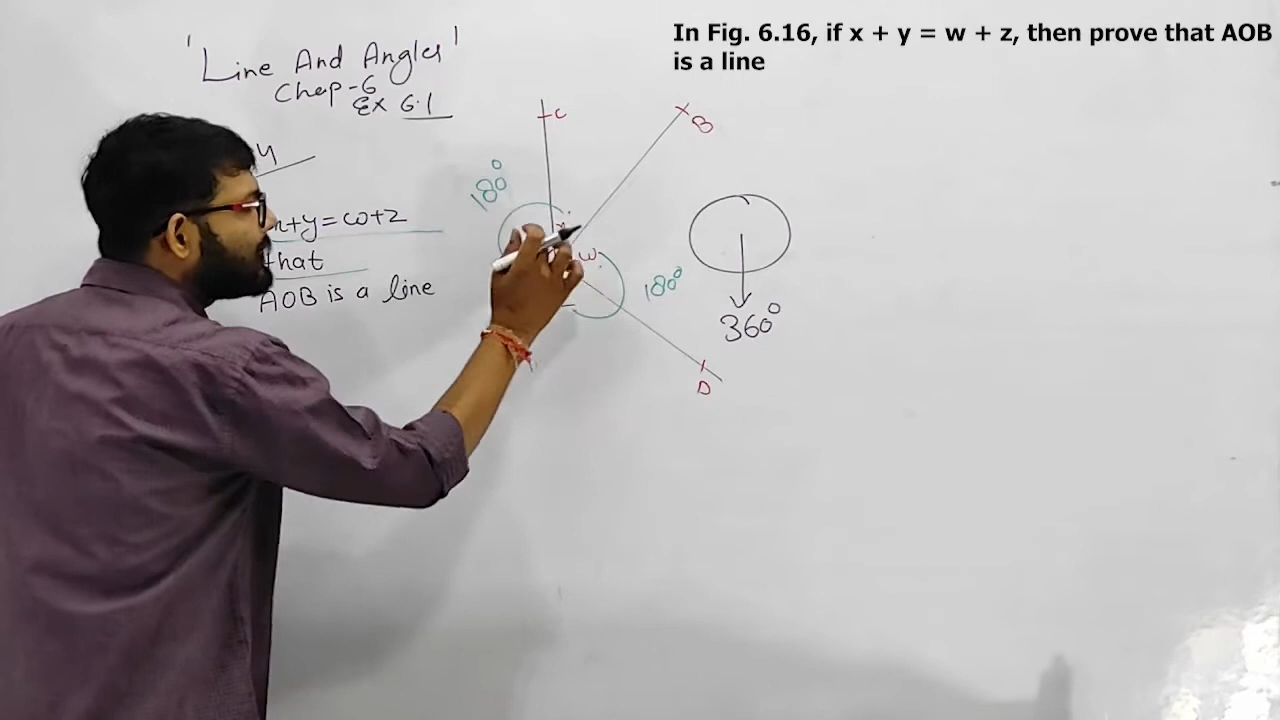 In Fig. 6.16, if x + y = w + z, then prove that AOB
is a line
'Line And Angles'
Chap-6
Ex 6.1
x+y=w+z
that
AOB is a line
C
B
180°
w
180°
D
360°